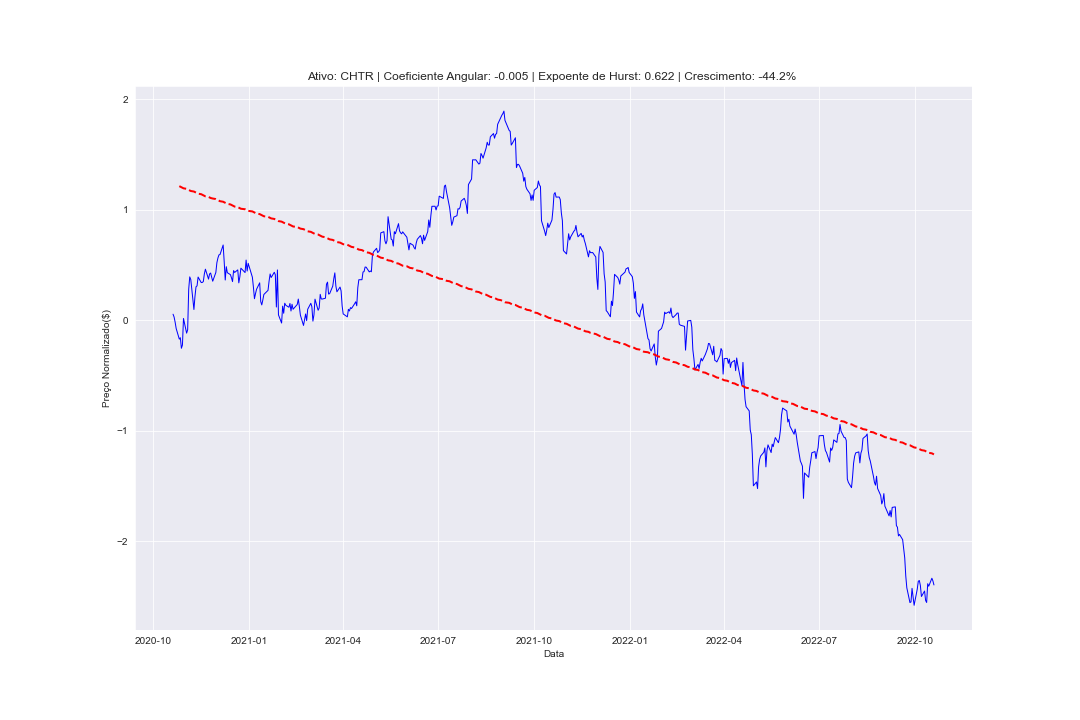 Ativo: CHTR | Coeficiente Angular: -0.005 | Expoente de Hurst: 0.622 | Crescimento: -44.2%
2
1
0
−1
−2
Preço Normalizado($)
2020-10 2021-01 2021-04 2021-07 2021-10 2022-01 2022-04 2022-07 2022-10
Data